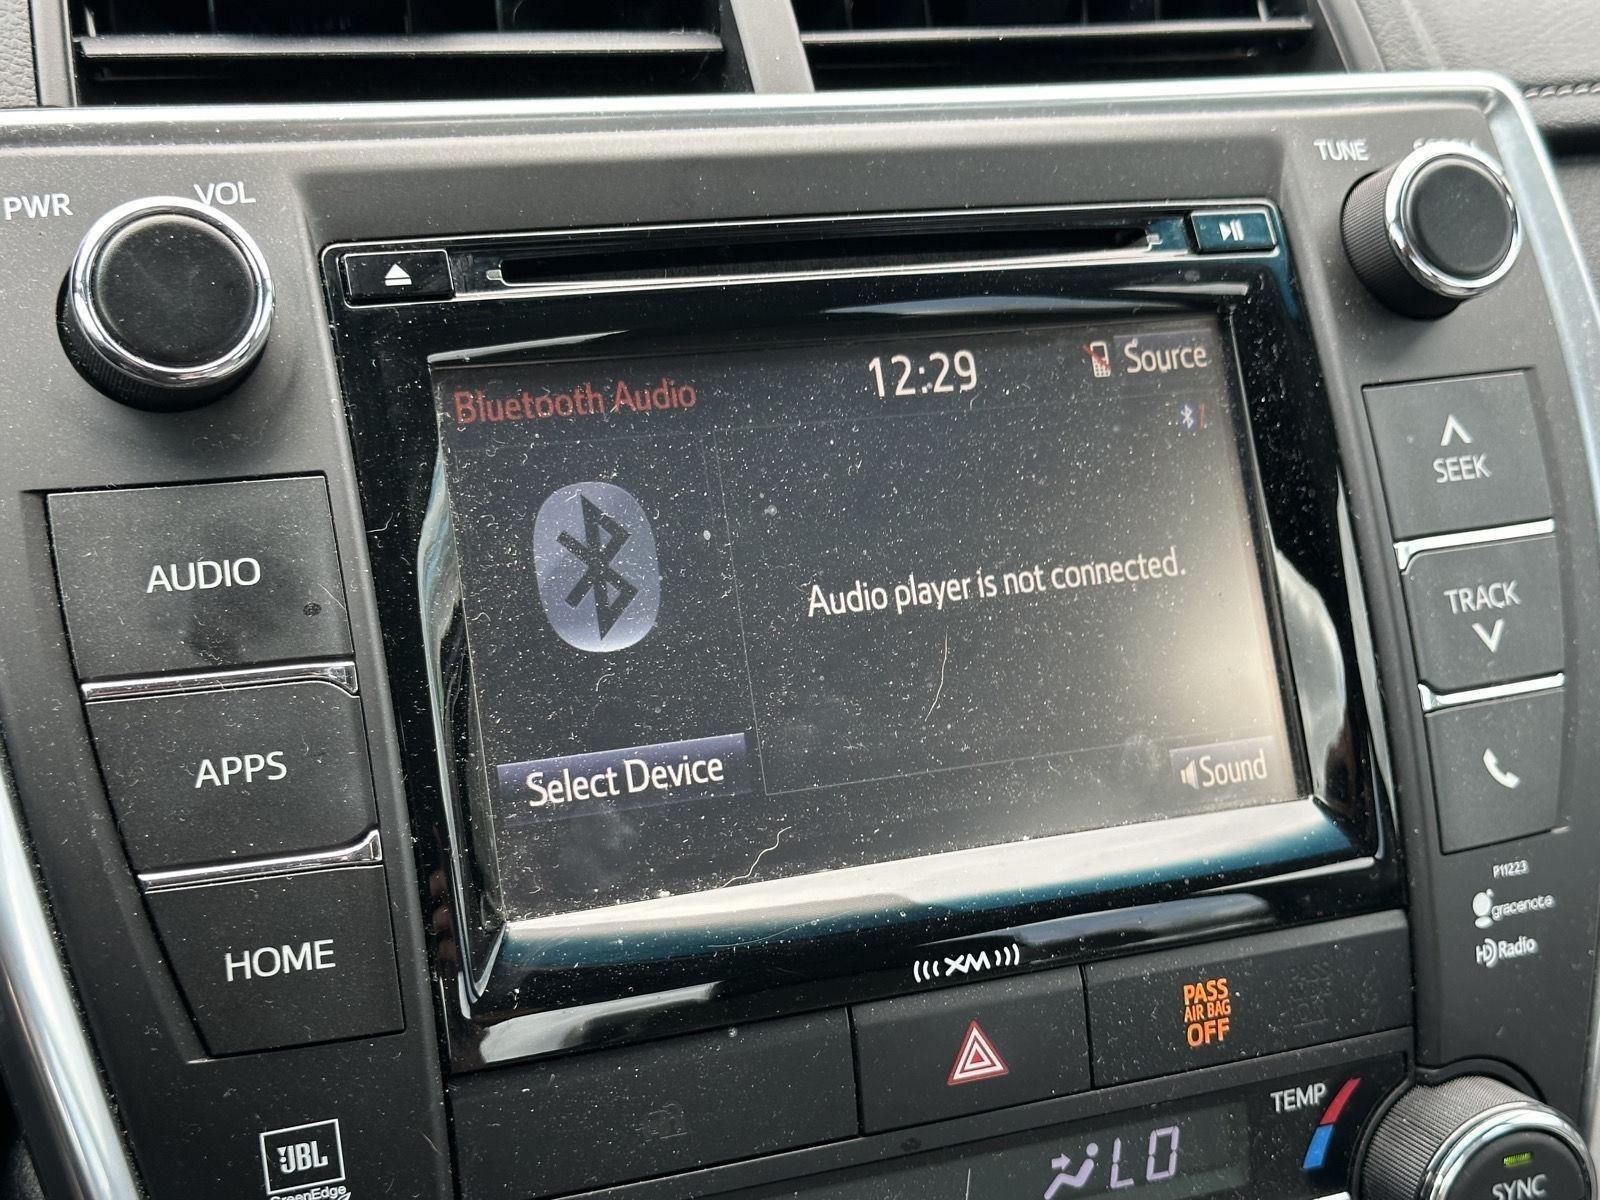 PWR
VOL
TUNE
Bluetooth Audio
12:29
Source
SEEK
AUDIO
Audio player is not connected.
TRACK
APPS
Select Device
Sound
HOME
P11223
gracenote
HD Radio
((( XM )))
PASS
AIR BAG
OFF
TEMP
JBL
GreenEdge
LO
SYNC